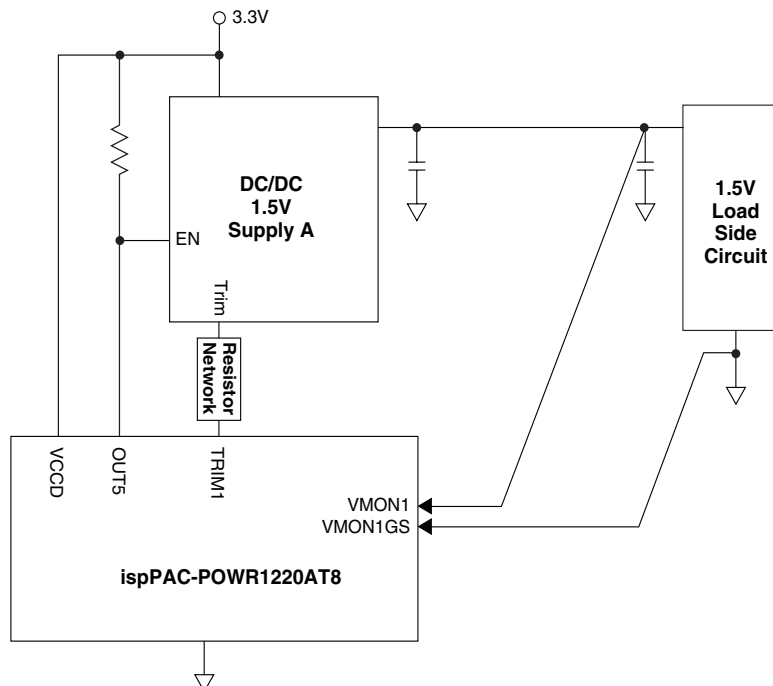 3.3V
DC/DC
1.5V
Supply A
EN
Trim
1.5V
Load
Side
Circuit
Resistor
Network
VCCD
OUT5
TRIM1
VMON1
VMON1GS
ispPAC-POWR1220AT8